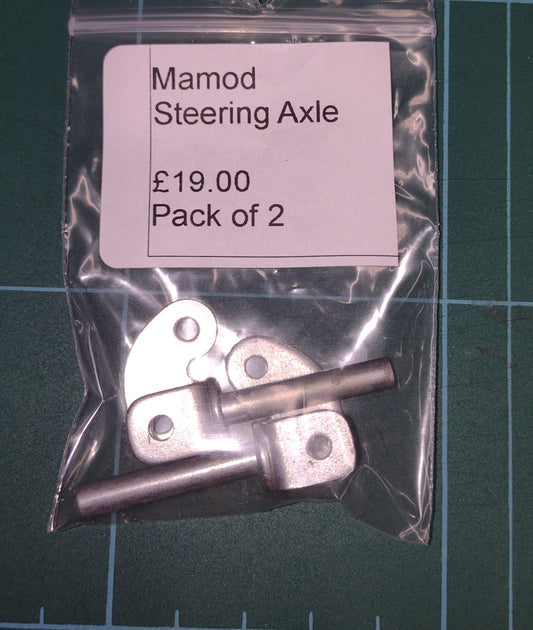 Mamod
Steering Axle
£19.00
Pack of 2